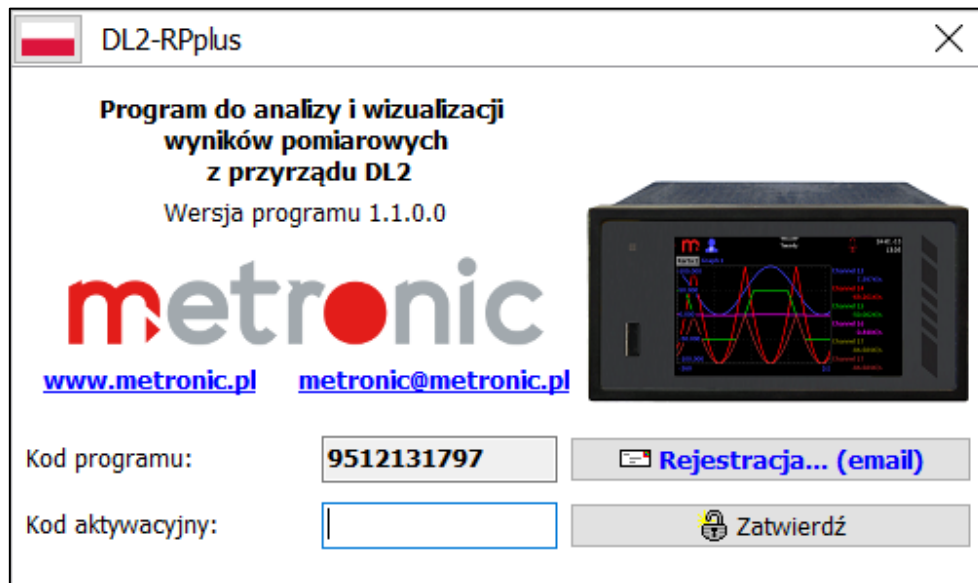 DL2-RPplus
Program do analizy i wizualizacji
wyników pomiarowych
z przyrządu DL2
Wersja programu 1.1.0.0
metronic
www.metronic.pl metronic@metronic.pl
Kod programu: 9512131797 Rejestracja... (email)
Kod aktywacyjny: Zatwierdź